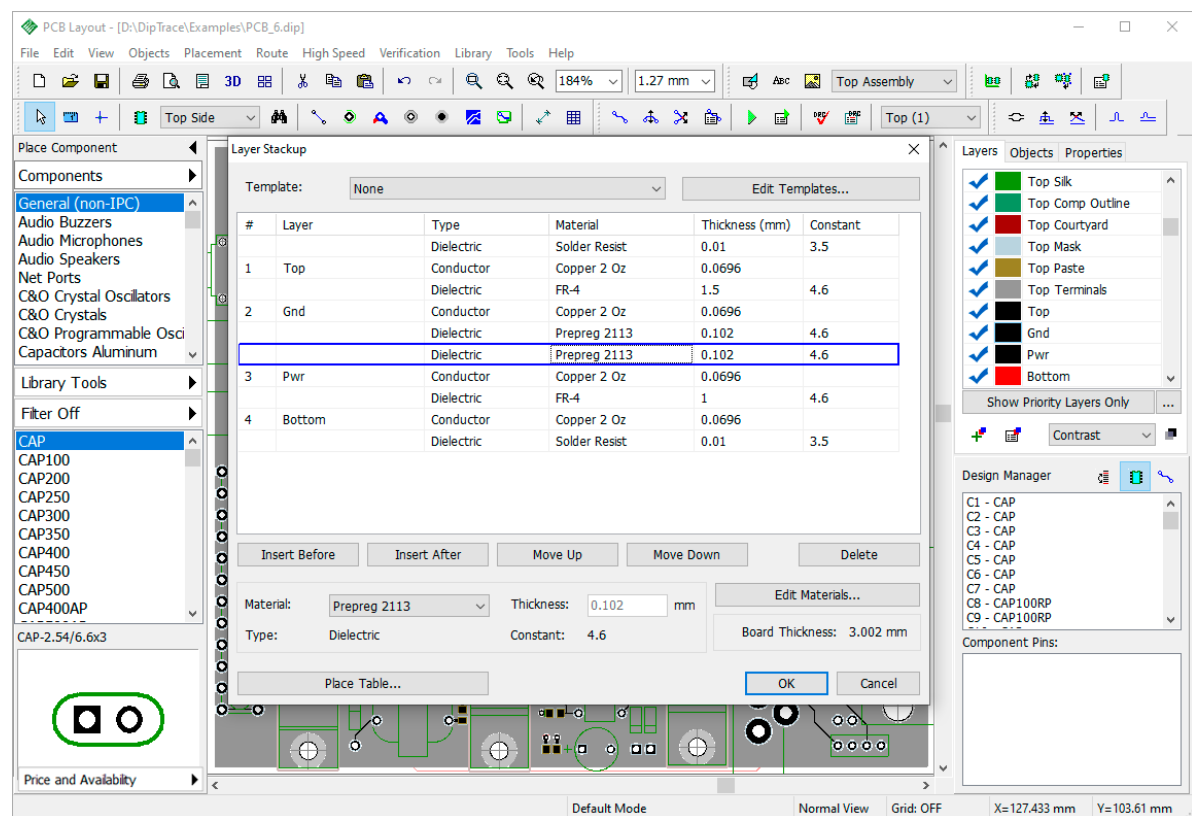 PCB Layout - [D:\DipTrace\Examples\PCB_6.dip]
File Edit View Objects Placement Route High Speed Verification Library Tools Help
3D 184% 1.27 mm ABC Top Assembly
Top Side DRC ERC Top (1)
Place Component
Components
General (non-IPC)
Audio Buzzers
Audio Microphones
Audio Speakers
Net Ports
C&O Crystal Oscillators
C&O Crystals
C&O Programmable Osci
Capacitors Aluminum
Library Tools
Filter Off
CAP
CAP100
CAP200
CAP250
CAP300
CAP350
CAP400
CAP450
CAP500
CAP400AP
CAP-2.54/6.6x3
Price and Availability
Layer Stackup
Template: None Edit Templates...
# Layer Type Material Thickness (mm) Constant
Dielectric Solder Resist 0.01 3.5
1 Top Conductor Copper 2 Oz 0.0696
Dielectric FR-4 1.5 4.6
2 Gnd Conductor Copper 2 Oz 0.0696
Dielectric Prepreg 2113 0.102 4.6
Dielectric Prepreg 2113 0.102 4.6
3 Pwr Conductor Copper 2 Oz 0.0696
Dielectric FR-4 1 4.6
4 Bottom Conductor Copper 2 Oz 0.0696
Dielectric Solder Resist 0.01 3.5
Insert Before Insert After Move Up Move Down Delete
Material: Prepreg 2113 Thickness: 0.102 mm Edit Materials...
Type: Dielectric Constant: 4.6 Board Thickness: 3.002 mm
Place Table... OK Cancel
Layers Objects Properties
Top Silk
Top Comp Outline
Top Courtyard
Top Mask
Top Paste
Top Terminals
Top
Gnd
Pwr
Bottom
Show Priority Layers Only ...
Contrast
Design Manager
C1 - CAP
C2 - CAP
C3 - CAP
C4 - CAP
C5 - CAP
C6 - CAP
C7 - CAP
C8 - CAP100RP
C9 - CAP100RP
Component Pins:
Default Mode Normal View Grid: OFF X=127.433 mm Y=103.61 mm